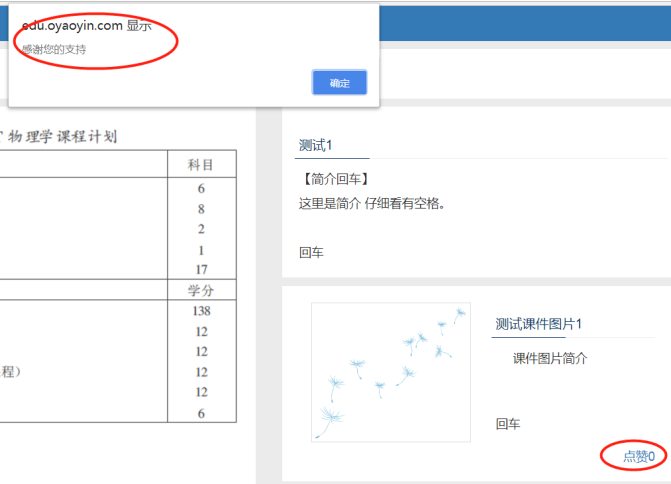 edu.oyaoyin.com 显示
感谢您的支持
确定
物理学课程计划
科目
6
8
2
1
17
学分
138
12
12
程） 12
12
6
测试1
【简介回车】
这里是简介 仔细看有空格。
回车
测试课件图片1
课件图片简介
回车
点赞0